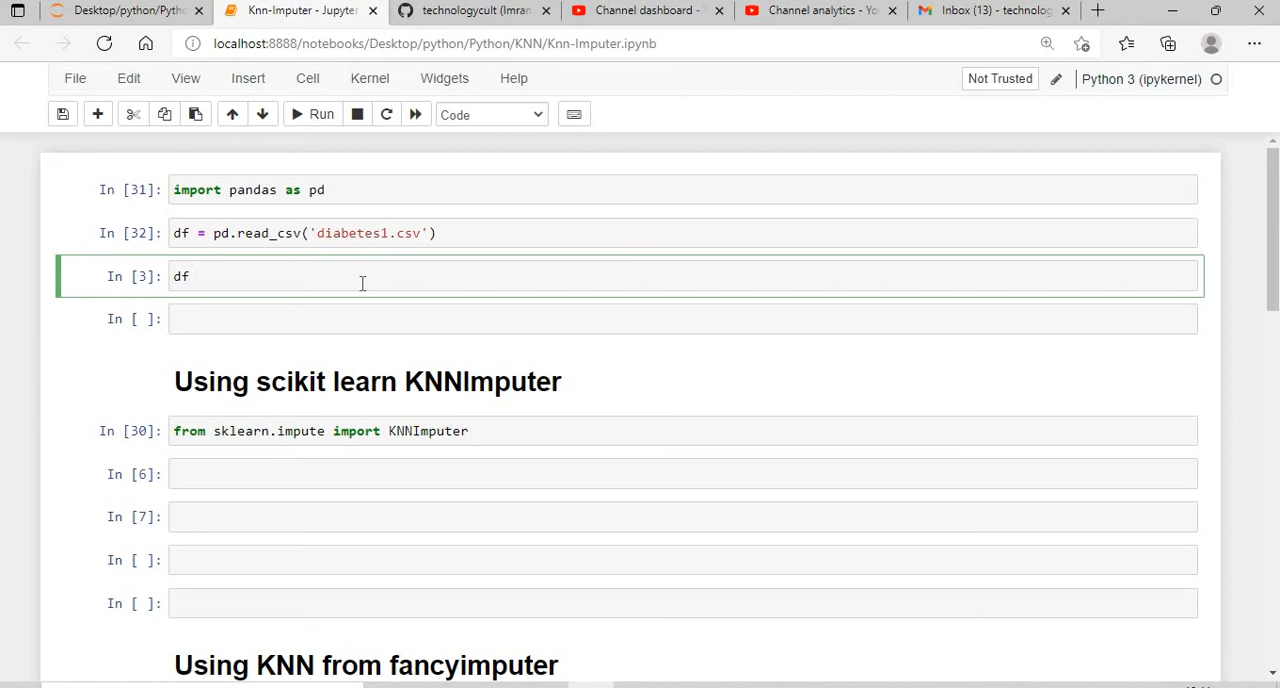 Desktop/python/Pyth
Knn-Imputer - Jupyter
technologycult (Imran
Channel dashboard -
Channel analytics - Yo
Inbox (13) - technolog
localhost:8888/notebooks/Desktop/python/Python/KNN/Knn-Imputer.ipynb
File Edit View Insert Cell Kernel Widgets Help
Not Trusted
Python 3 (ipykernel)
Run
Code
In [31]: import pandas as pd
In [32]: df = pd.read_csv('diabetes1.csv')
In [3]: df
In [ ]:
Using scikit learn KNNImputer
In [30]: from sklearn.impute import KNNImputer
In [6]:
In [7]:
In [ ]:
In [ ]:
Using KNN from fancyimputer